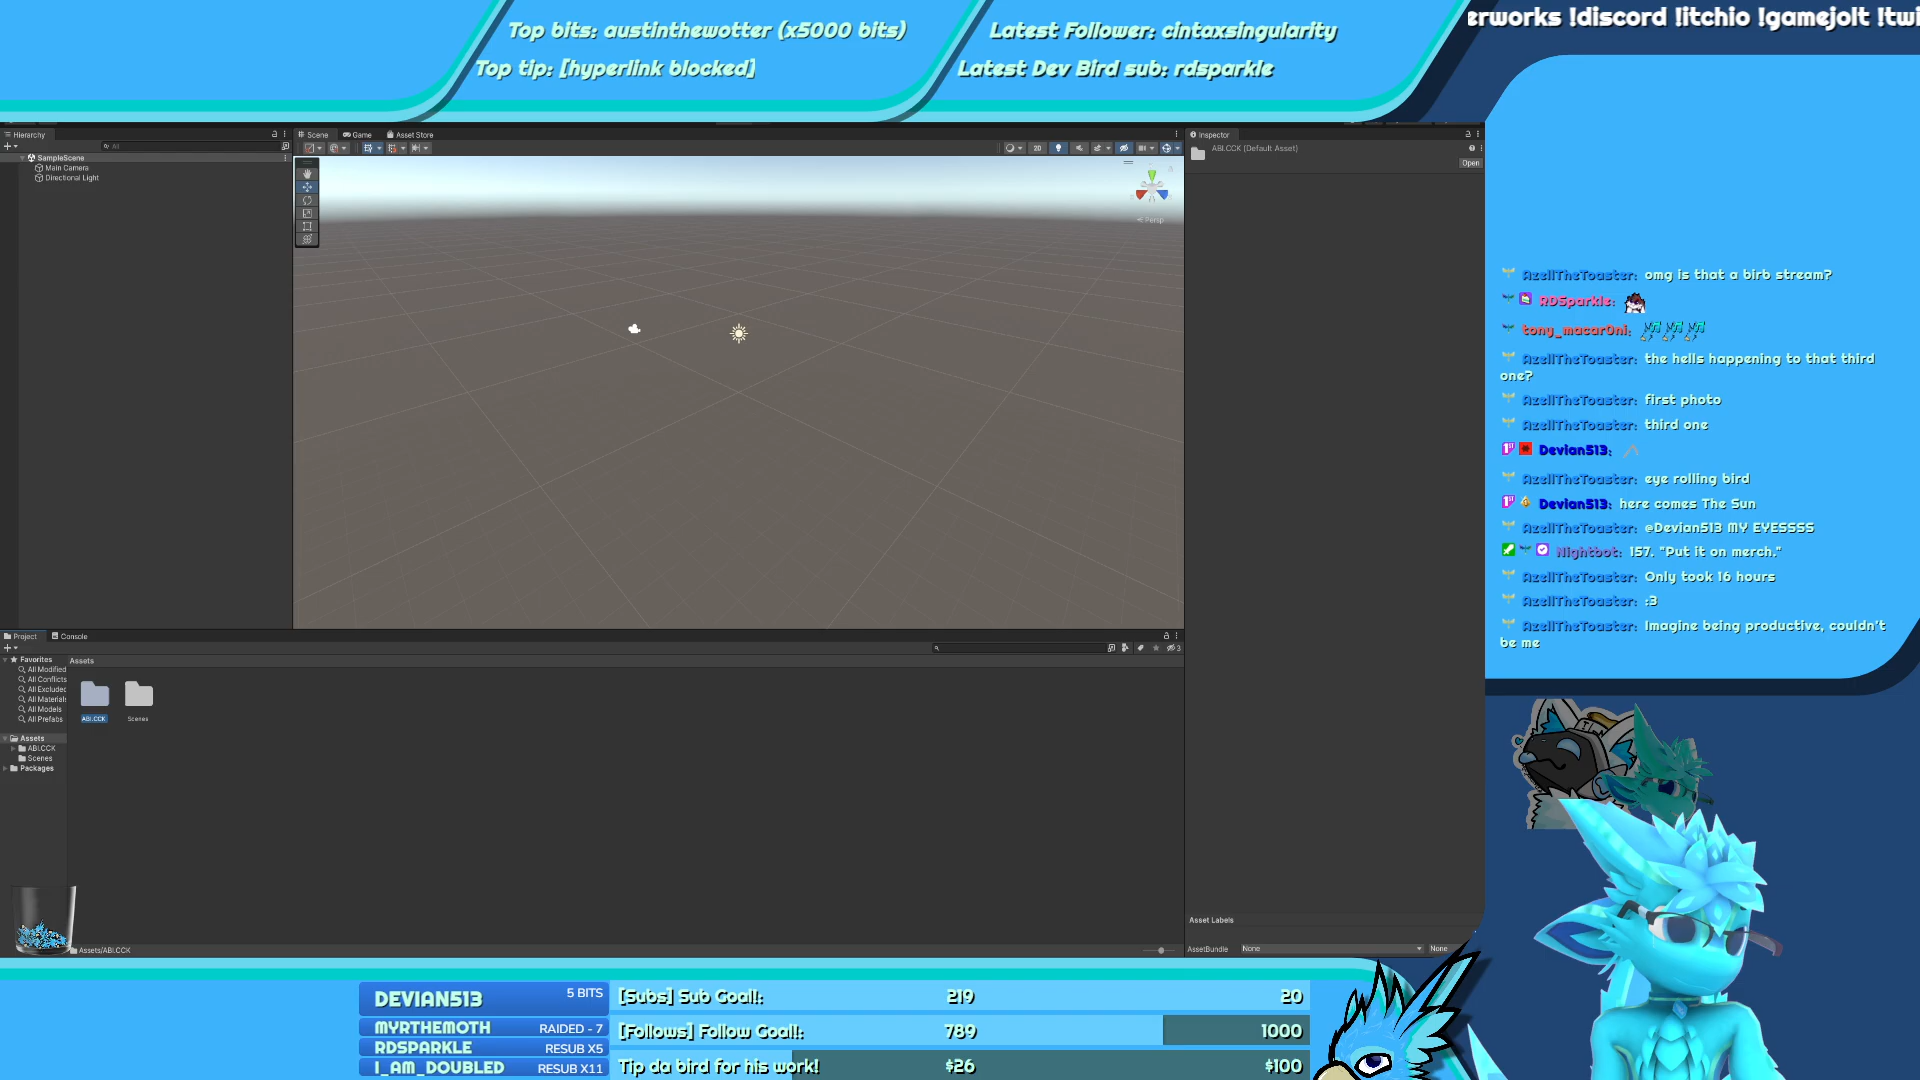 Top bits: austinthewotter (x5000 bits)
Top tip: [hyperlink blocked]
Latest Follower: cintaxsingularity
Latest Dev Bird sub: rdsparkle
erworks !discord !itchio !gamejolt !twi
Hierarchy
All
SampleScene
Main Camera
Directional Light
Scene
Game
Asset Store
2D
Persp
Inspector
ABI.CCK (Default Asset)
Open
AzellTheToaster: omg is that a birb stream?
RDSparkle:
tony_macar0ni:
AzellTheToaster: the hells happening to that third
one?
AzellTheToaster: first photo
AzellTheToaster: third one
Devian513:
AzellTheToaster: eye rolling bird
Devian513: here comes The Sun
AzellTheToaster: @Devian513 MY EYESSSS
Nightbot: 157. "Put it on merch."
AzellTheToaster: Only took 16 hours
AzellTheToaster: :3
AzellTheToaster: Imagine being productive, couldn't
be me
Project
Console
Favorites
All Modified
All Conflicts
All Excluded
All Materials
All Models
All Prefabs
Assets
ABI.CCK
Scenes
Packages
Assets
ABI.CCK
Scenes
3
Assets/ABI.CCK
Asset Labels
AssetBundle
None
None
DEVIAN513
5 BITS
MYRTHEMOTH
RAIDED - 7
RDSPARKLE
RESUB X5
I_AM_DOUBLED
RESUB X11
[Subs] Sub Goal!:
219
20
[Follows] Follow Goal!:
789
1000
Tip da bird for his work!
$26
$100